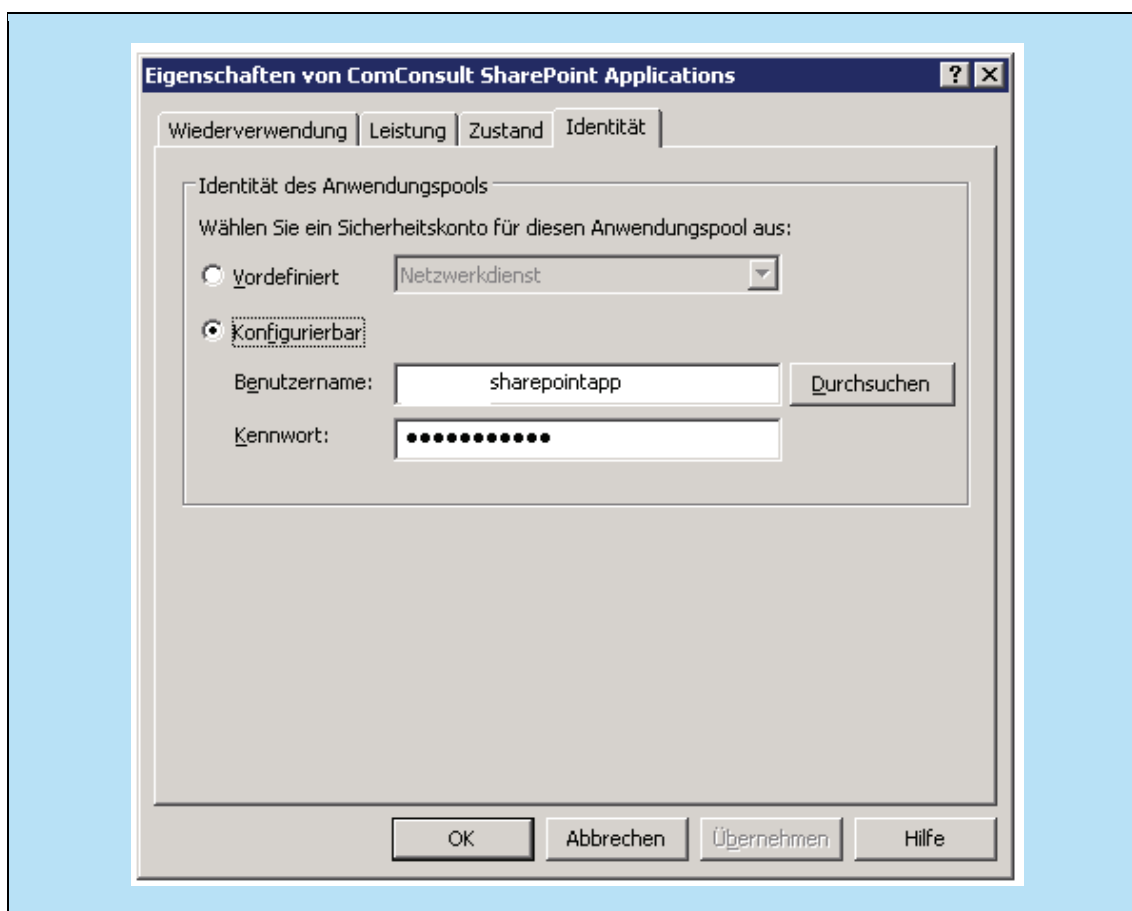 Eigenschaften von ComConsult SharePoint Applications
Wiederverwendung Leistung Zustand Identität
Identität des Anwendungspools
Wählen Sie ein Sicherheitskonto für diesen Anwendungspool aus:
Vordefiniert Netzwerkdienst
Konfigurierbar
Benutzername: sharepointapp Durchsuchen
Kennwort: ●●●●●●●●●●●
OK Abbrechen Übernehmen Hilfe